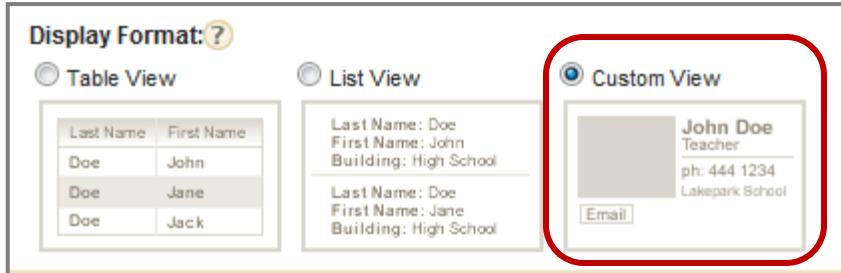 Display Format: ?
Table View
Last Name First Name
Doe John
Doe Jane
Doe Jack
List View
Last Name: Doe
First Name: John
Building: High School
Last Name: Doe
First Name: Jane
Building: High School
Custom View
John Doe
Teacher
ph: 444 1234
Lakepark School
Email